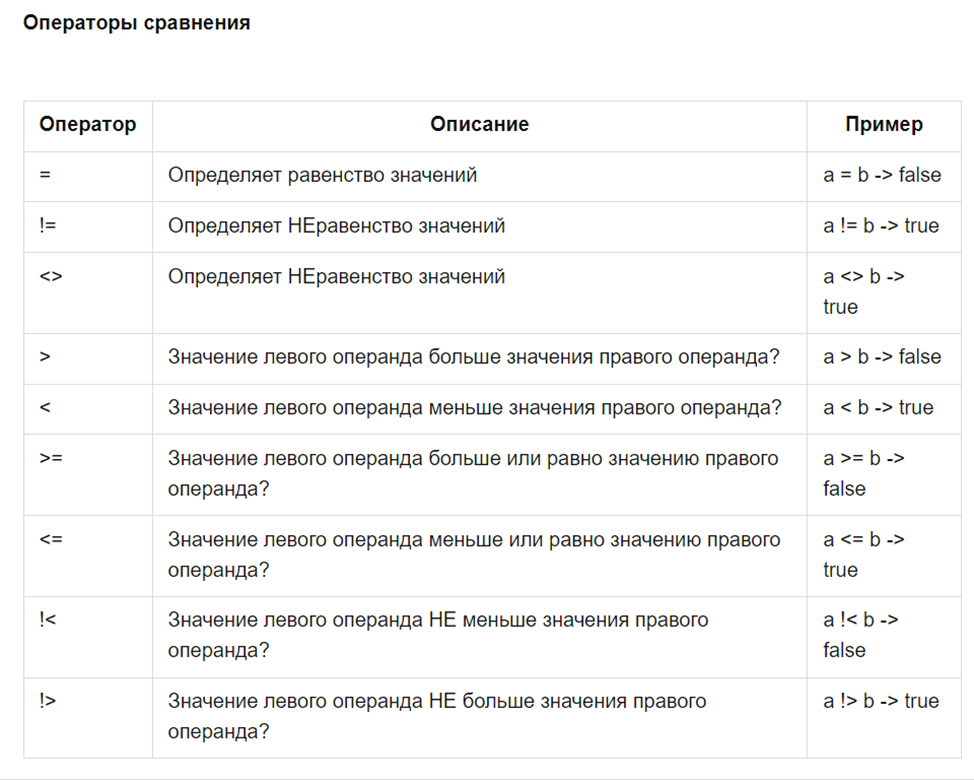 Операторы сравнения
Оператор Описание Пример
= Определяет равенство значений a = b -> false
!= Определяет НЕравенство значений a != b -> true
<> Определяет НЕравенство значений a <> b ->
true
> Значение левого операнда больше значения правого операнда? a > b -> false
< Значение левого операнда меньше значения правого операнда? a < b -> true
>= Значение левого операнда больше или равно значению правого a >= b ->
операнда? false
<= Значение левого операнда меньше или равно значению правого a <= b ->
операнда? true
!< Значение левого операнда НЕ меньше значения правого a !< b ->
операнда? false
!> Значение левого операнда НЕ больше значения правого a !> b -> true
операнда?